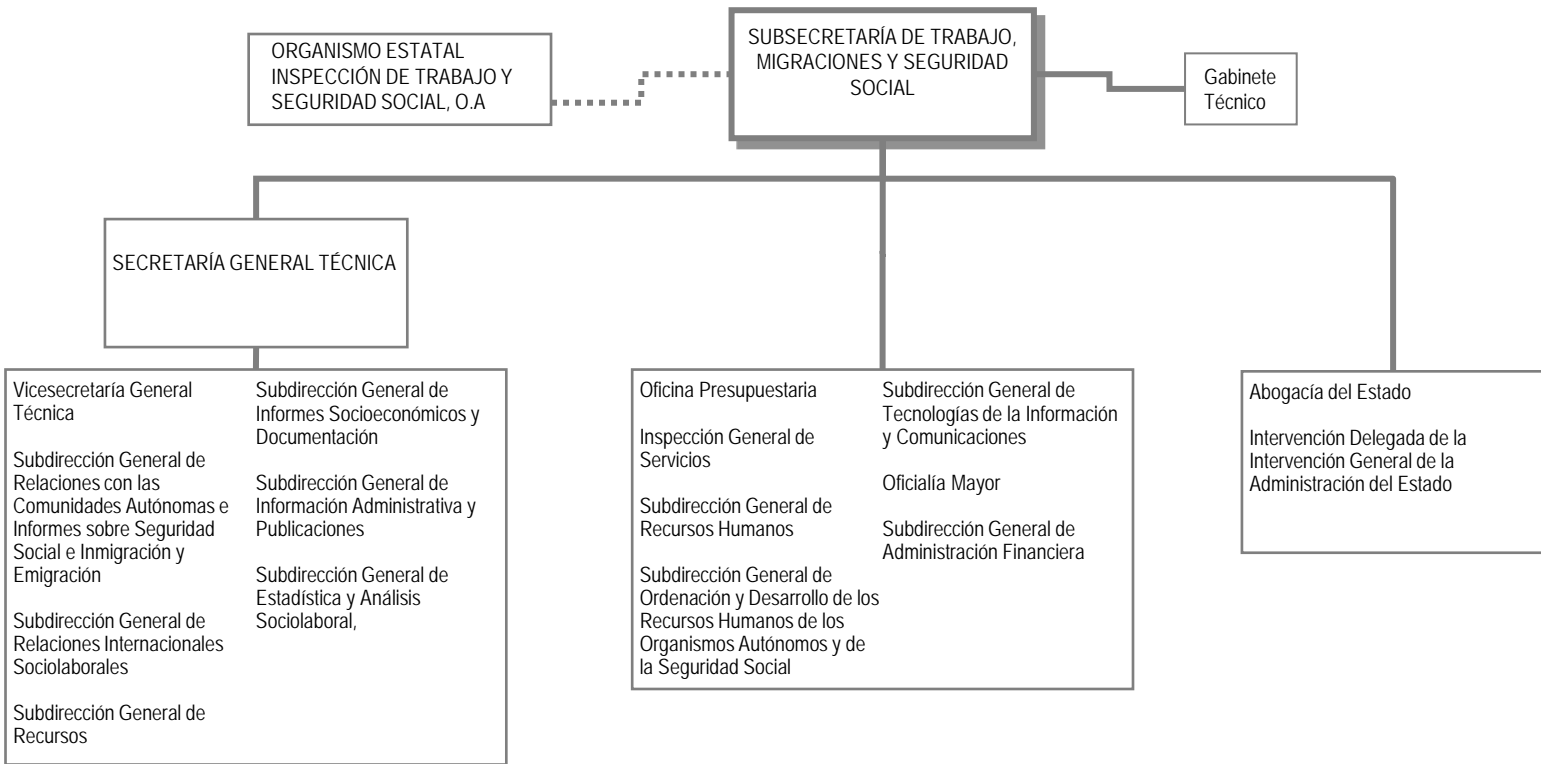 ORGANISMO ESTATAL
INSPECCIÓN DE TRABAJO Y
SEGURIDAD SOCIAL, O.A
SUBSECRETARÍA DE TRABAJO,
MIGRACIONES Y SEGURIDAD
SOCIAL
Gabinete
Técnico
SECRETARÍA GENERAL TÉCNICA
Vicesecretaría General
Técnica
Subdirección General de
Relaciones con las
Comunidades Autónomas e
Informes sobre Seguridad
Social e Inmigración y
Emigración
Subdirección General de
Relaciones Internacionales
Sociolaborales
Subdirección General de
Recursos
Subdirección General de
Informes Socioeconómicos y
Documentación
Subdirección General de
Información Administrativa y
Publicaciones
Subdirección General de
Estadística y Análisis
Sociolaboral,
Oficina Presupuestaria
Inspección General de
Servicios
Subdirección General de
Recursos Humanos
Subdirección General de
Ordenación y Desarrollo de los
Recursos Humanos de los
Organismos Autónomos y de
la Seguridad Social
Subdirección General de
Tecnologías de la Información
y Comunicaciones
Oficialía Mayor
Subdirección General de
Administración Financiera
Abogacía del Estado
Intervención Delegada de la
Intervención General de la
Administración del Estado